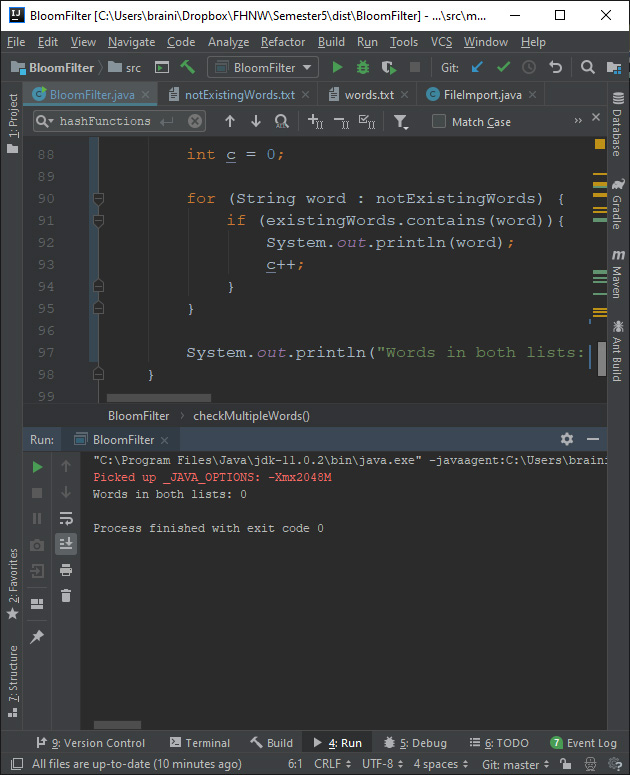 BloomFilter [C:\Users\braini\Dropbox\FHNW\Semester5\dist\BloomFilter] - ...\src\m...
File Edit View Navigate Code Analyze Refactor Build Run Tools VCS Window Help
BloomFilter src BloomFilter Git:
BloomFilter.java notExistingWords.txt words.txt FileImport.java
hashFunctions Match Case
88 int c = 0;
89
90 for (String word : notExistingWords) {
91 if (existingWords.contains(word)){
92 System.out.println(word);
93 c++;
94 }
95 }
96
97 System.out.println("Words in both lists:
98 }
99
BloomFilter checkMultipleWords()
Run: BloomFilter
"C:\Program Files\Java\jdk-11.0.2\bin\java.exe" -javaagent:C:\Users\braini
Picked up _JAVA_OPTIONS: -Xmx2048M
Words in both lists: 0
Process finished with exit code 0
1: Project
2: Favorites
7: Structure
Database
Gradle
Maven
Ant Build
9: Version Control Terminal Build 4: Run 5: Debug 6: TODO 7 Event Log
All files are up-to-date (10 minutes ago) 6:1 CRLF UTF-8 4 spaces Git: master